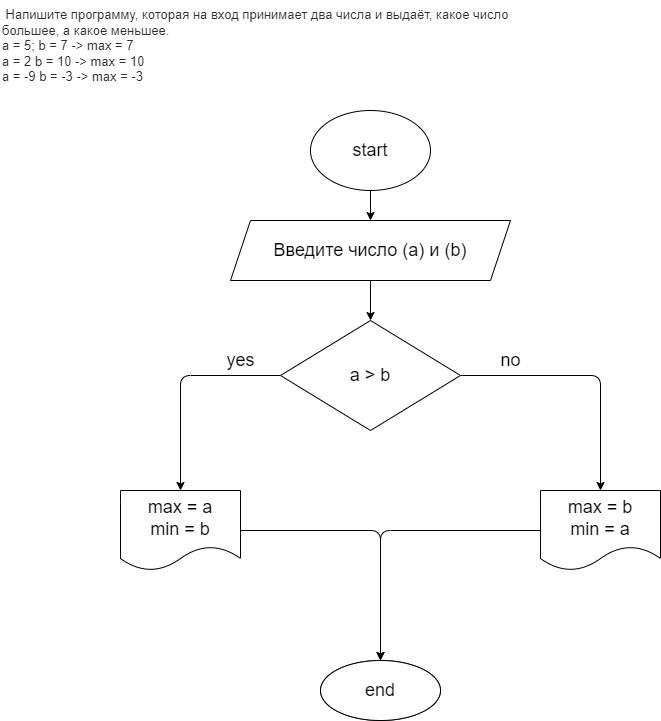 Напишите программу, которая на вход принимает два числа и выдаёт, какое число
большее, а какое меньшее.
a = 5; b = 7 -> max = 7
a = 2 b = 10 -> max = 10
a = -9 b = -3 -> max = -3
start
Введите число (a) и (b)
yes
a > b
no
max = a
min = b
max = b
min = a
end